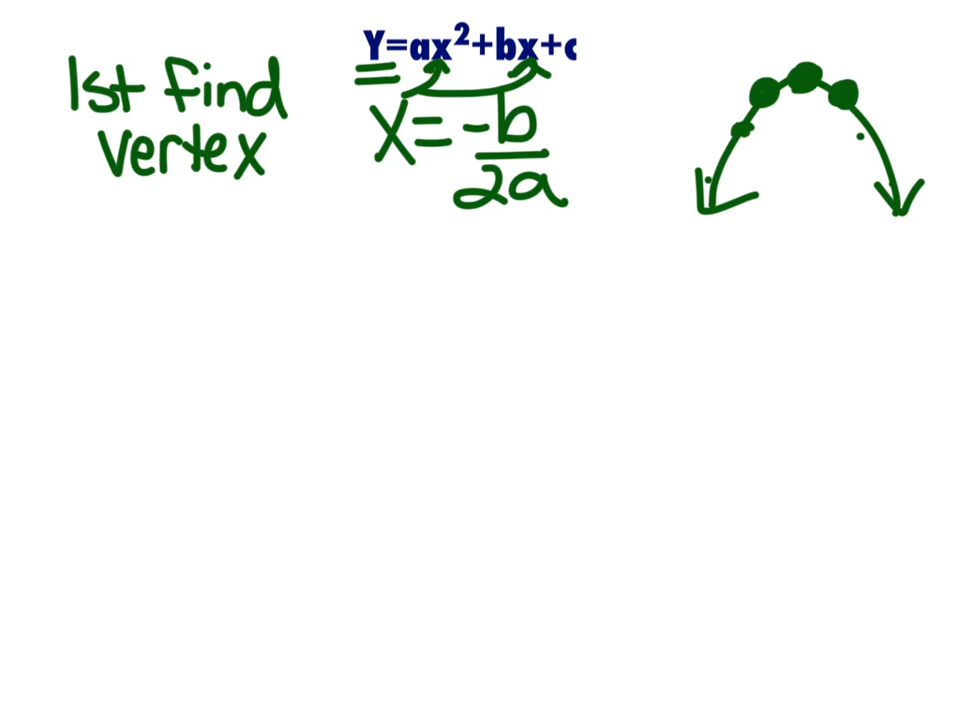 Y=ax²+bx+c
1st find
vertex
x = -b/2a